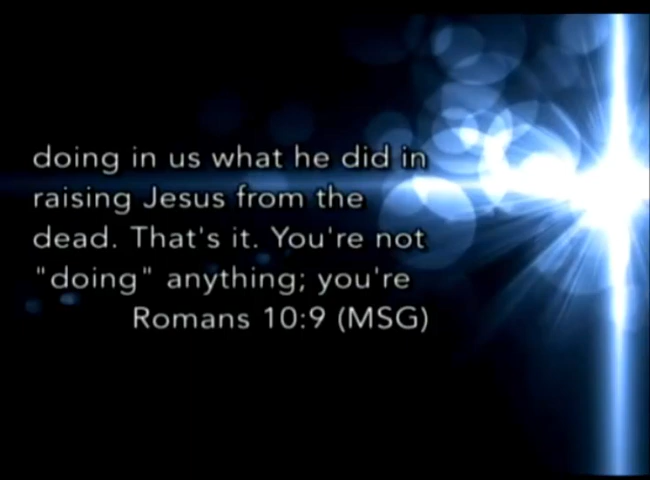 doing in us what he did in
raising Jesus from the
dead. That's it. You're not
"doing" anything; you're
Romans 10:9 (MSG)